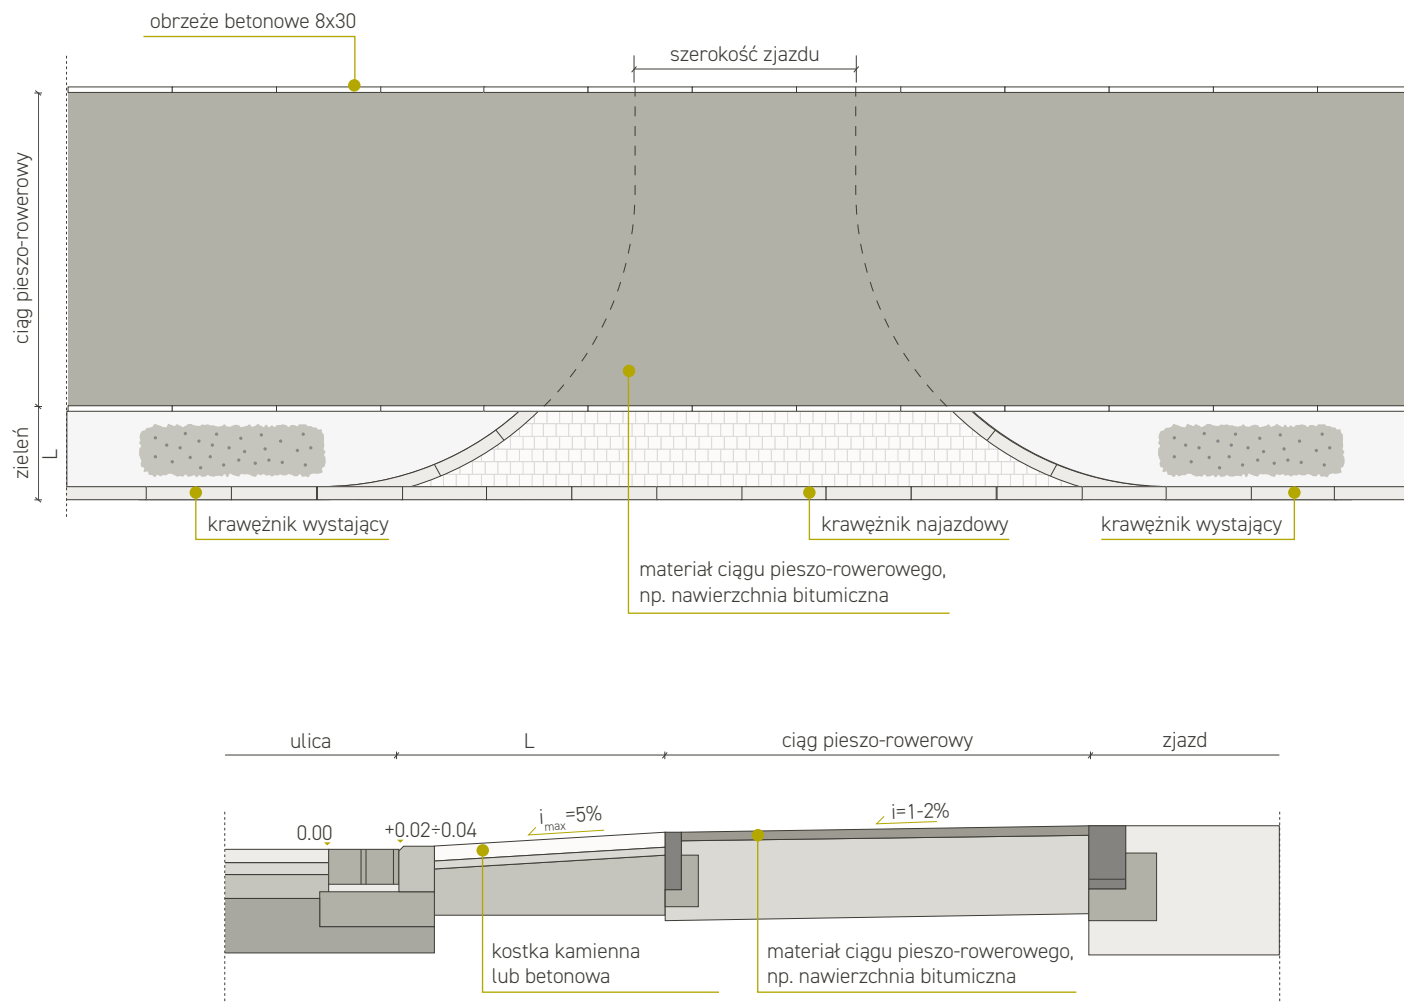 obrzeże betonowe 8x30
szerokość zjazdu
ciąg pieszo-rowerowy
zieleń
L
krawężnik wystający
krawężnik najazdowy
krawężnik wystający
materiał ciągu pieszo-rowerowego,
np. nawierzchnia bitumiczna
ulica
L
ciąg pieszo-rowerowy
zjazd
0.00
+0.02÷0.04
i max =5%
i=1-2%
kostka kamienna
lub betonowa
materiał ciągu pieszo-rowerowego,
np. nawierzchnia bitumiczna